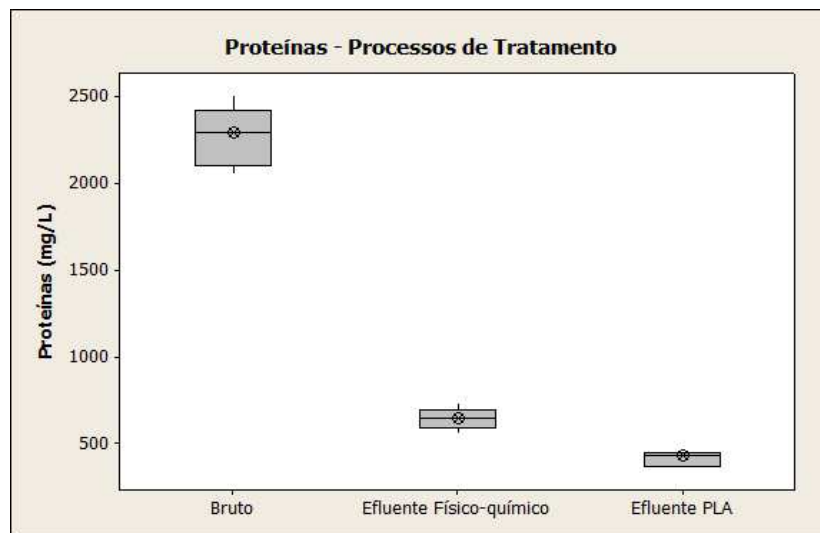 Proteínas - Processos de Tratamento
Proteínas (mg/L)
2500
2000
1500
1000
500
Bruto
Efluente Físico-químico
Efluente PLA